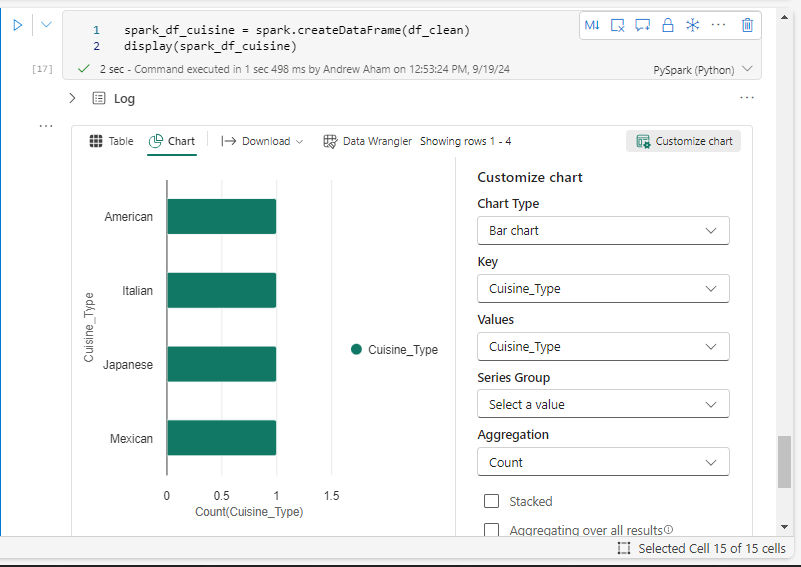 1 spark_df_cuisine = spark.createDataFrame(df_clean)
2 display(spark_df_cuisine)
M↓
[17]
2 sec - Command executed in 1 sec 498 ms by Andrew Aham on 12:53:24 PM, 9/19/24
PySpark (Python)
Log
Table
Chart
Download
Data Wrangler
Showing rows 1 - 4
Customize chart
Cuisine_Type
American
Italian
Japanese
Mexican
0 0.5 1 1.5
Count(Cuisine_Type)
Cuisine_Type
Customize chart
Chart Type
Bar chart
Key
Cuisine_Type
Values
Cuisine_Type
Series Group
Select a value
Aggregation
Count
Stacked
Aggregating over all results
Selected Cell 15 of 15 cells